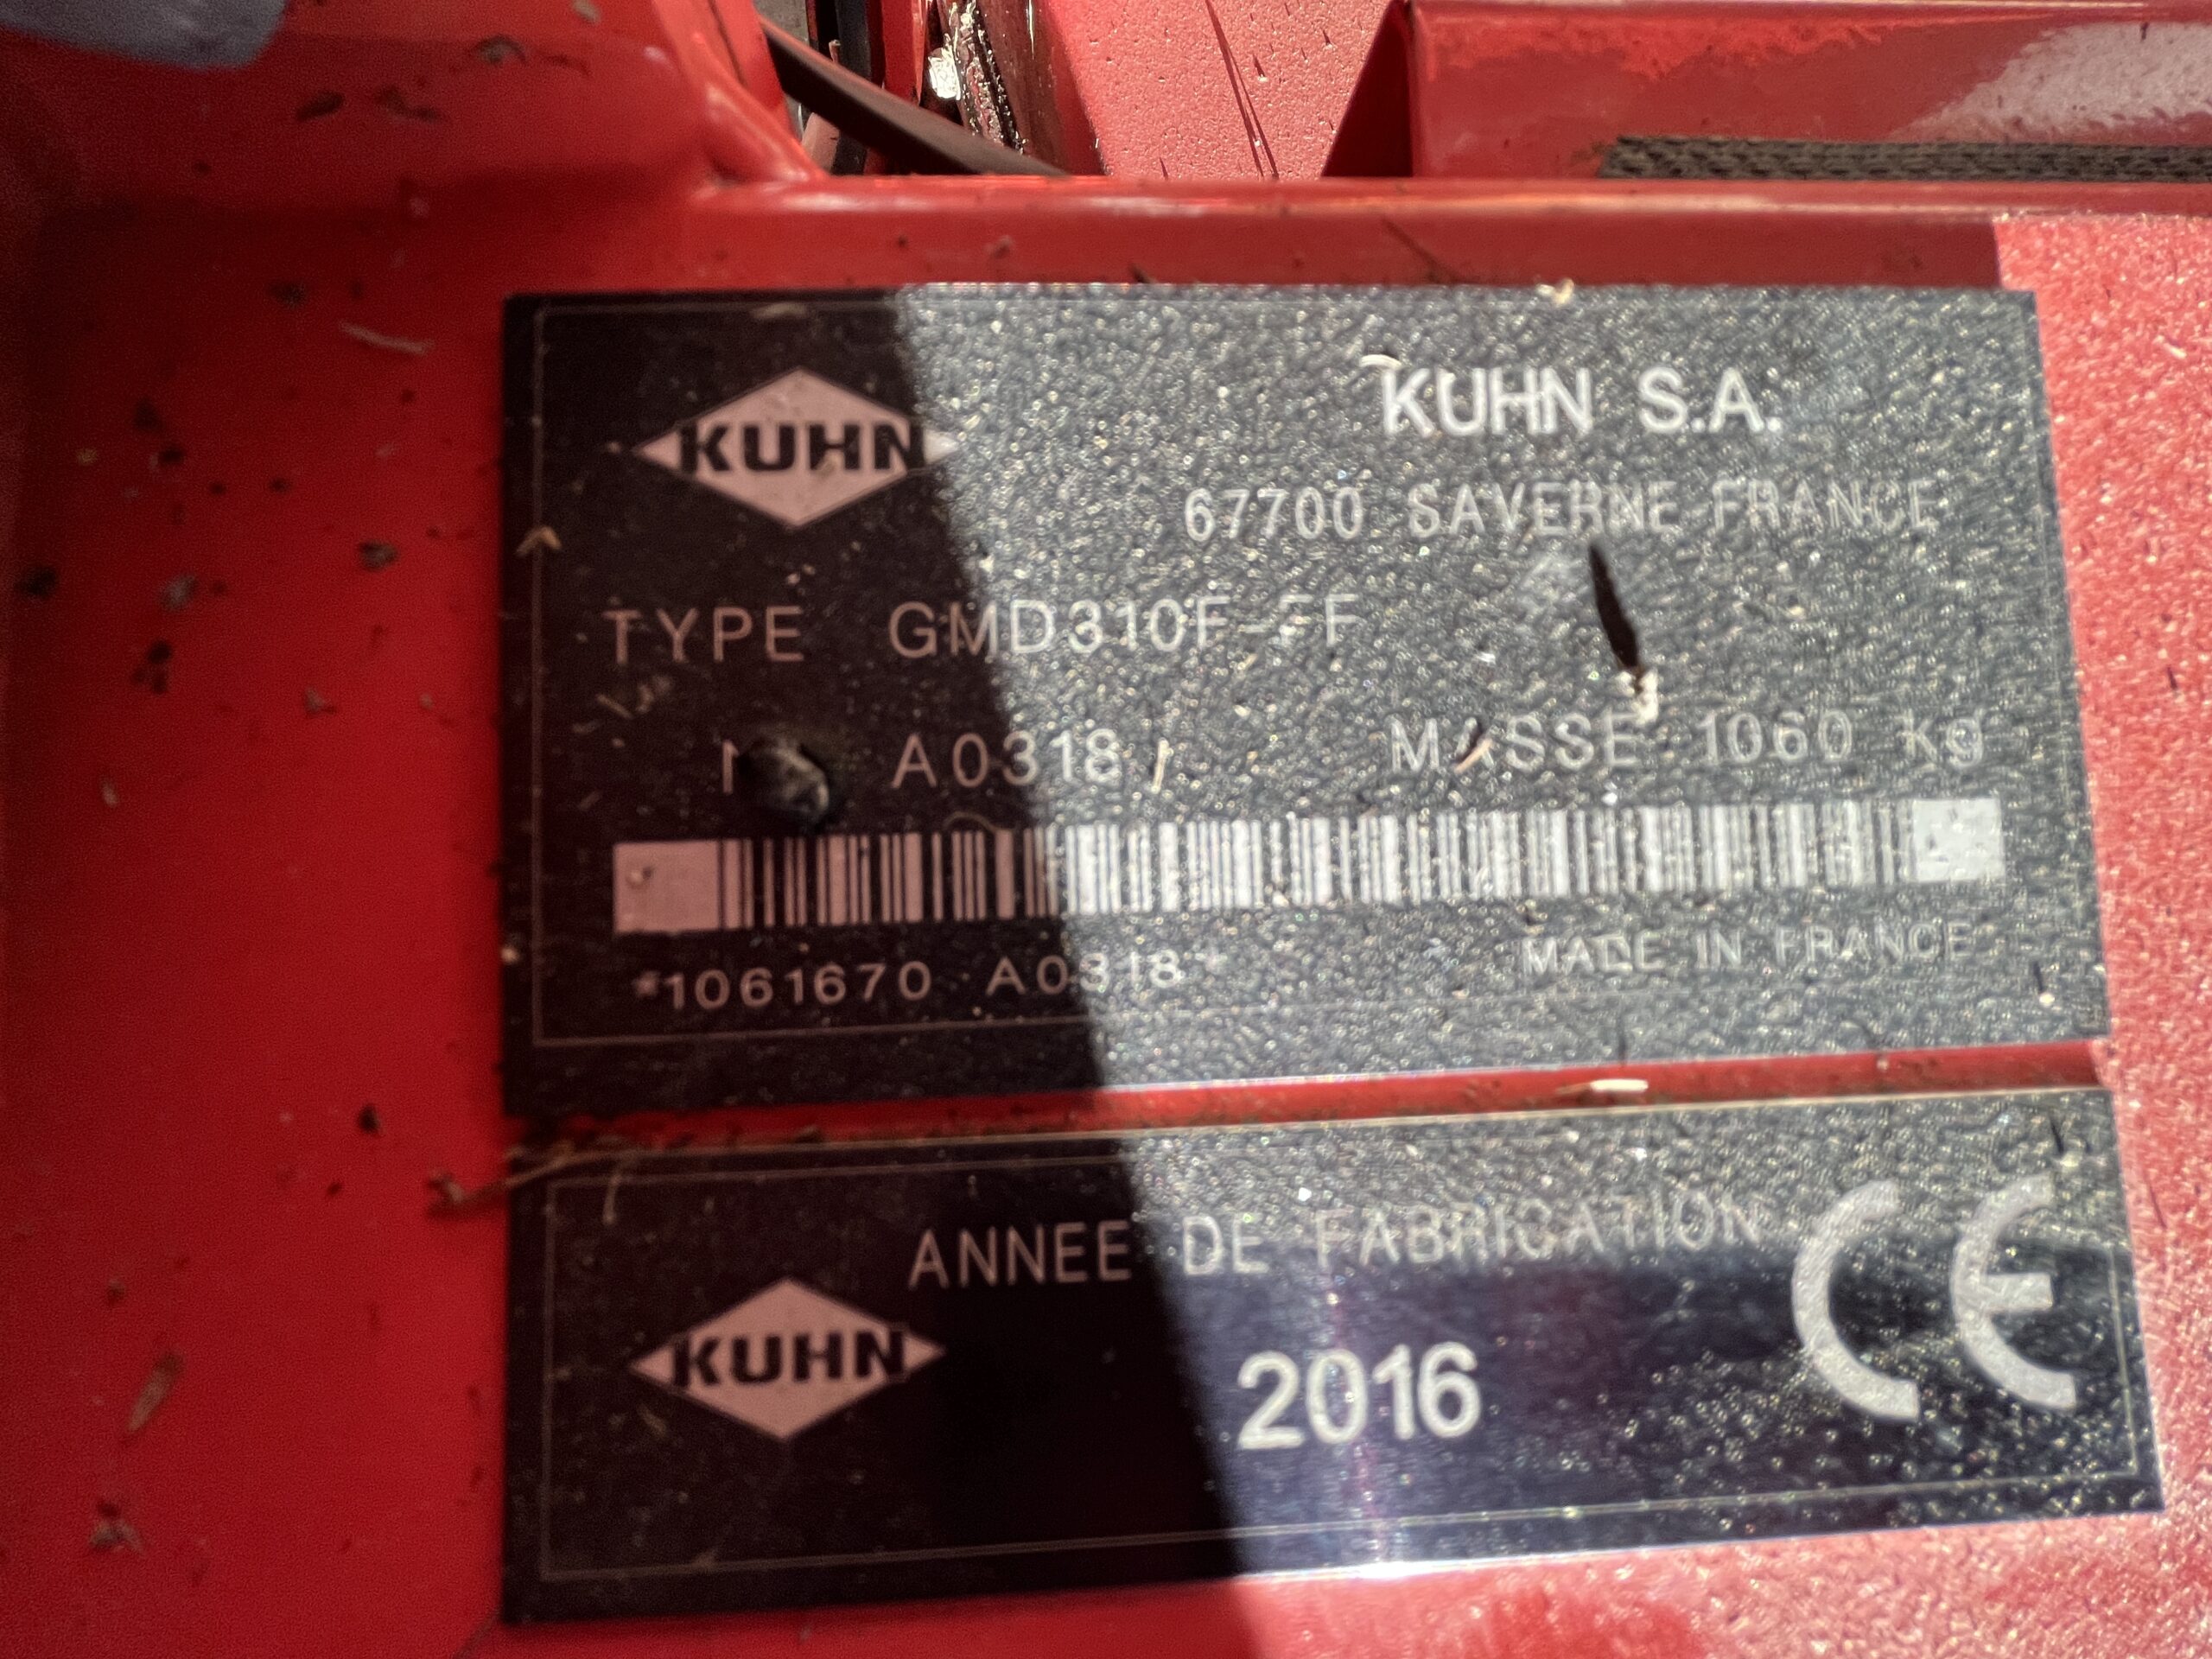 KUHN
KUHN S.A.
67700 SAVERNE FRANCE
TYPE GMD310F-FF
A0318 MASSE 1060 Kg
*1061670 A0318*
MADE IN FRANCE
ANNEE DE FABRICATION
CE
KUHN
2016